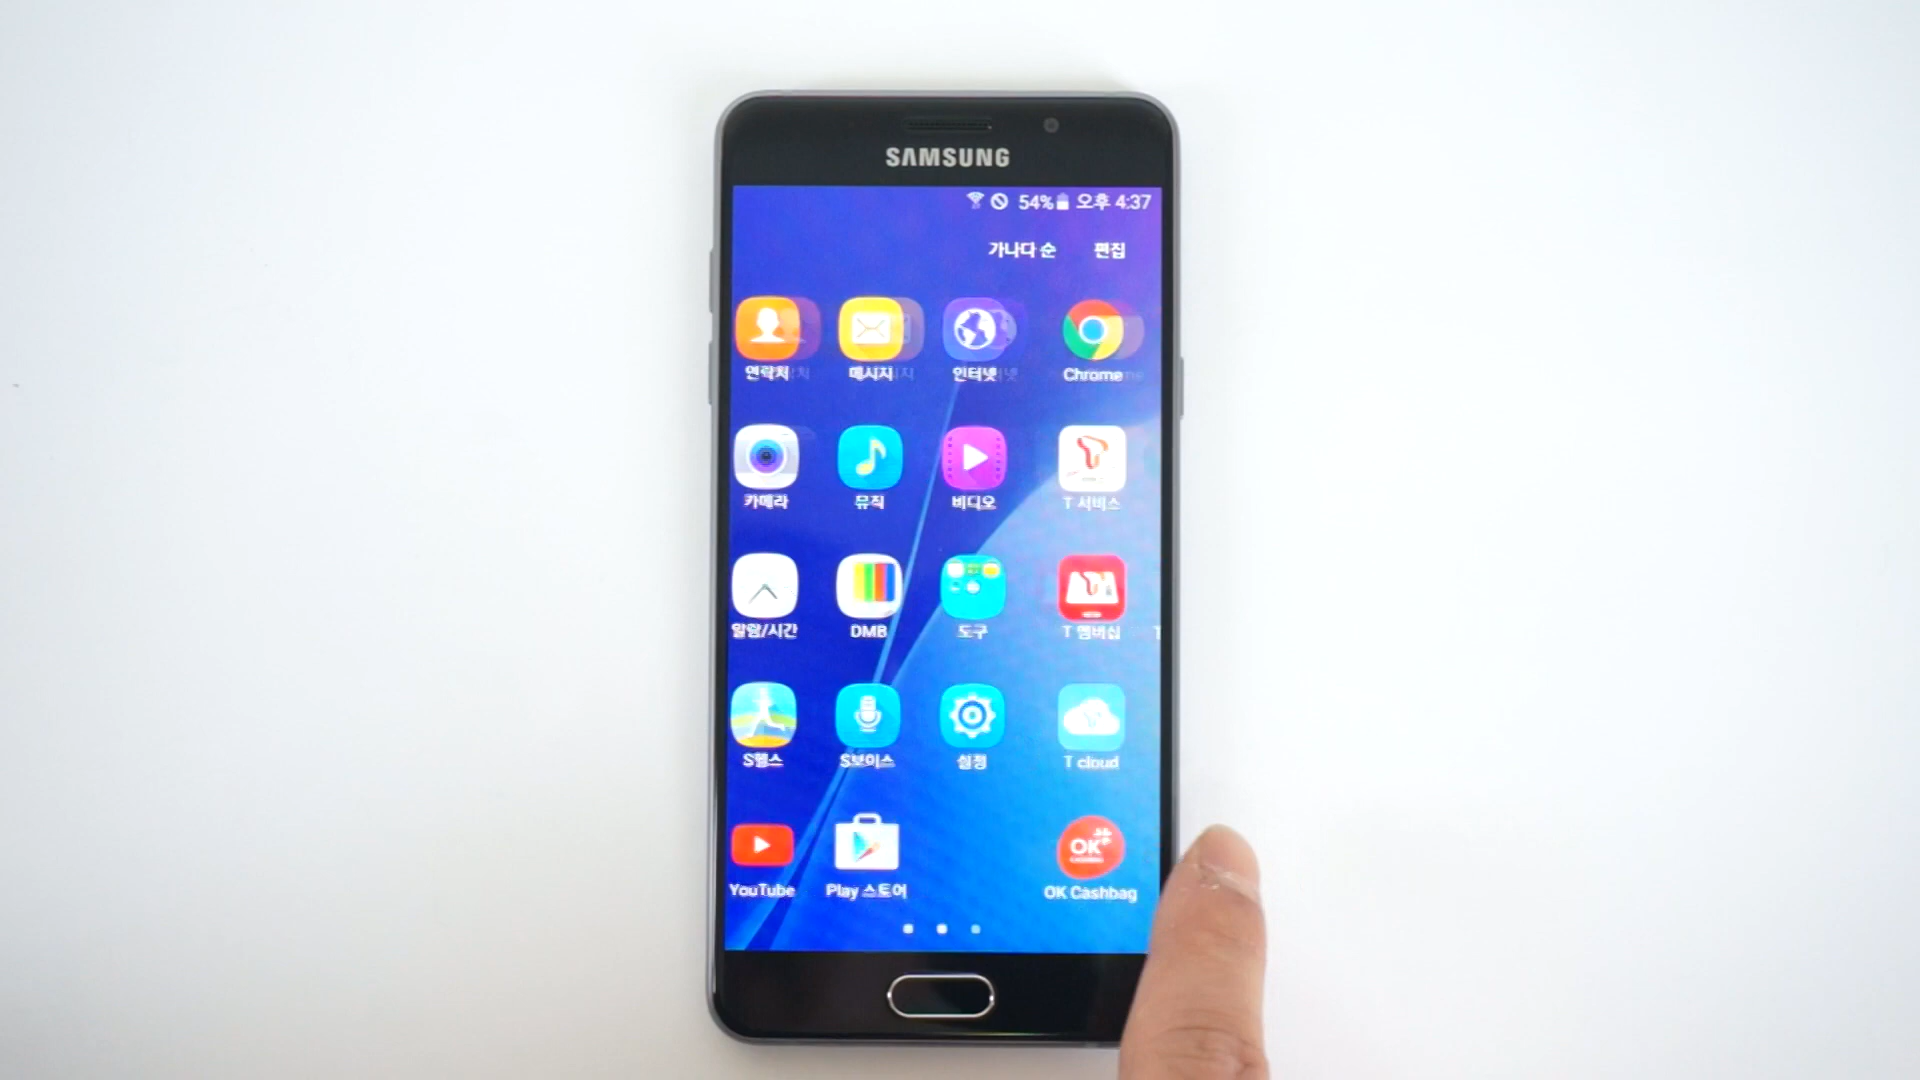 SAMSUNG
54% 오후 4:37
가나다 순 편집
연락처 메시지 인터넷 Chrome
카메라 뮤직 비디오 T 서비스
알람/시간 DMB 도구 T 멤버십
S헬스 S보이스 설정 T cloud
OK CASHBAG
YouTube Play 스토어 OK Cashbag